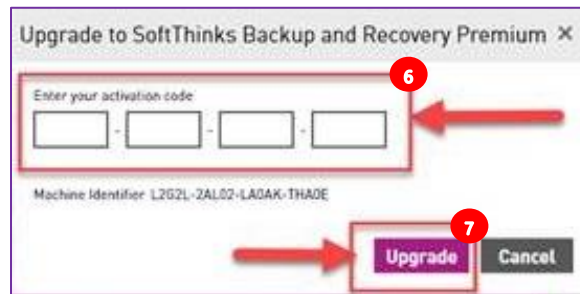 Upgrade to SoftThinks Backup and Recovery Premium ×
6
Enter your activation code
- - -
Machine Identifier L2G2L-2AL02-LA0AK-THA0E
7
Upgrade Cancel